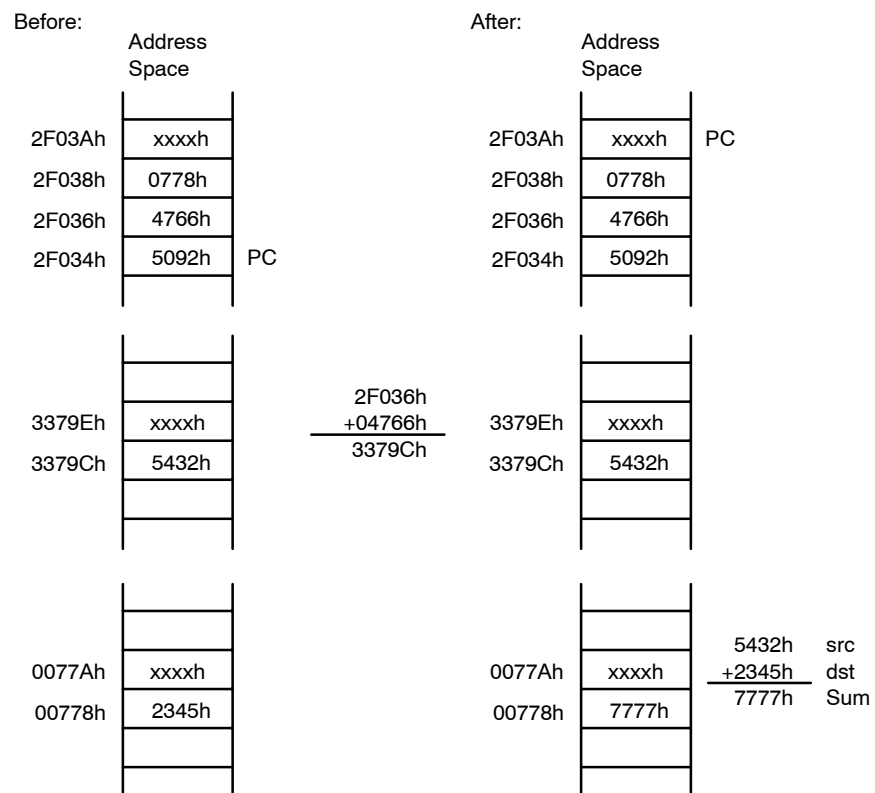 Before:
Address
Space
2F03Ah xxxxh
2F038h 0778h
2F036h 4766h
2F034h 5092h PC
3379Eh xxxxh
3379Ch 5432h
0077Ah xxxxh
00778h 2345h
2F036h
+04766h
3379Ch
After:
Address
Space
2F03Ah xxxxh PC
2F038h 0778h
2F036h 4766h
2F034h 5092h
3379Eh xxxxh
3379Ch 5432h
0077Ah xxxxh
00778h 7777h
5432h src
+2345h dst
7777h Sum